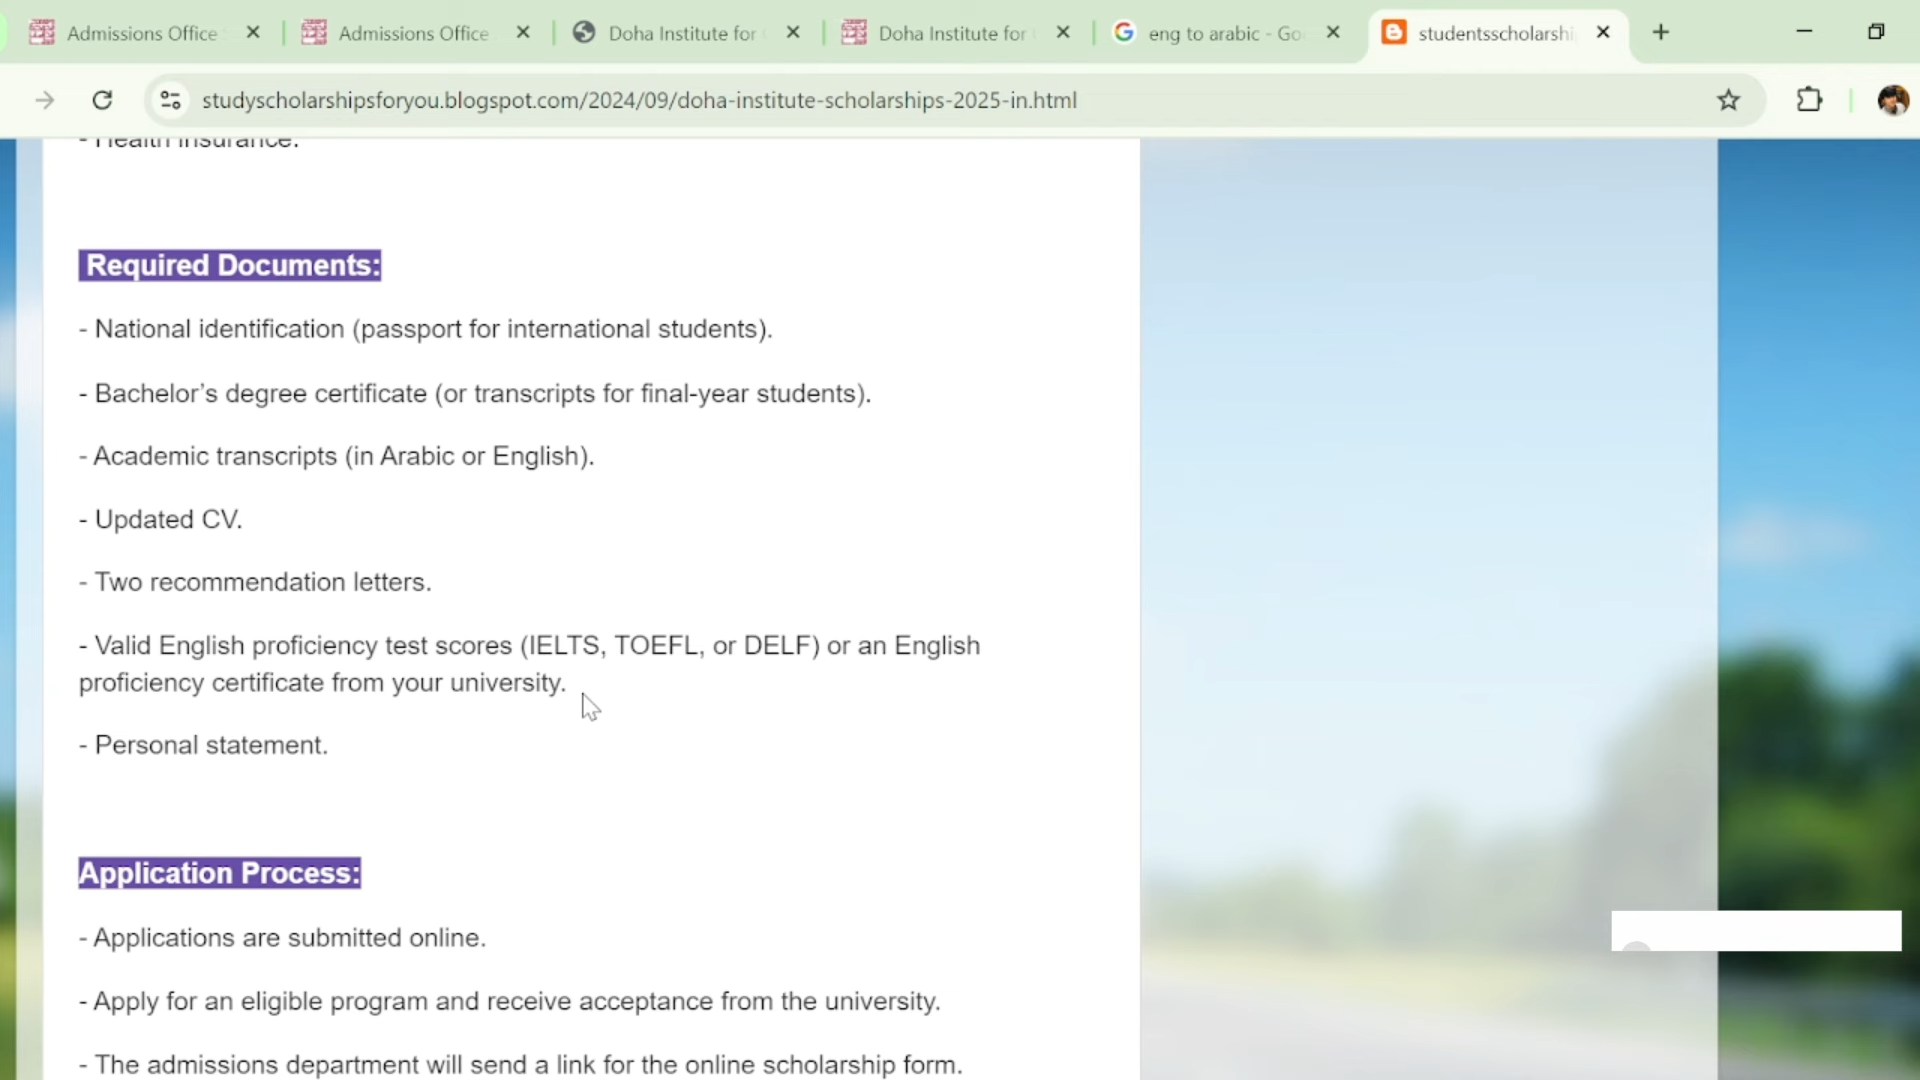 Admissions Office
Admissions Office
Doha Institute for
Doha Institute for
eng to arabic - Goo
studentsscholarshi
studyscholarshipsforyou.blogspot.com/2024/09/doha-institute-scholarships-2025-in.html
- Health insurance.
Required Documents:
- National identification (passport for international students).
- Bachelor’s degree certificate (or transcripts for final-year students).
- Academic transcripts (in Arabic or English).
- Updated CV.
- Two recommendation letters.
- Valid English proficiency test scores (IELTS, TOEFL, or DELF) or an English
proficiency certificate from your university.
- Personal statement.
Application Process:
- Applications are submitted online.
- Apply for an eligible program and receive acceptance from the university.
- The admissions department will send a link for the online scholarship form.